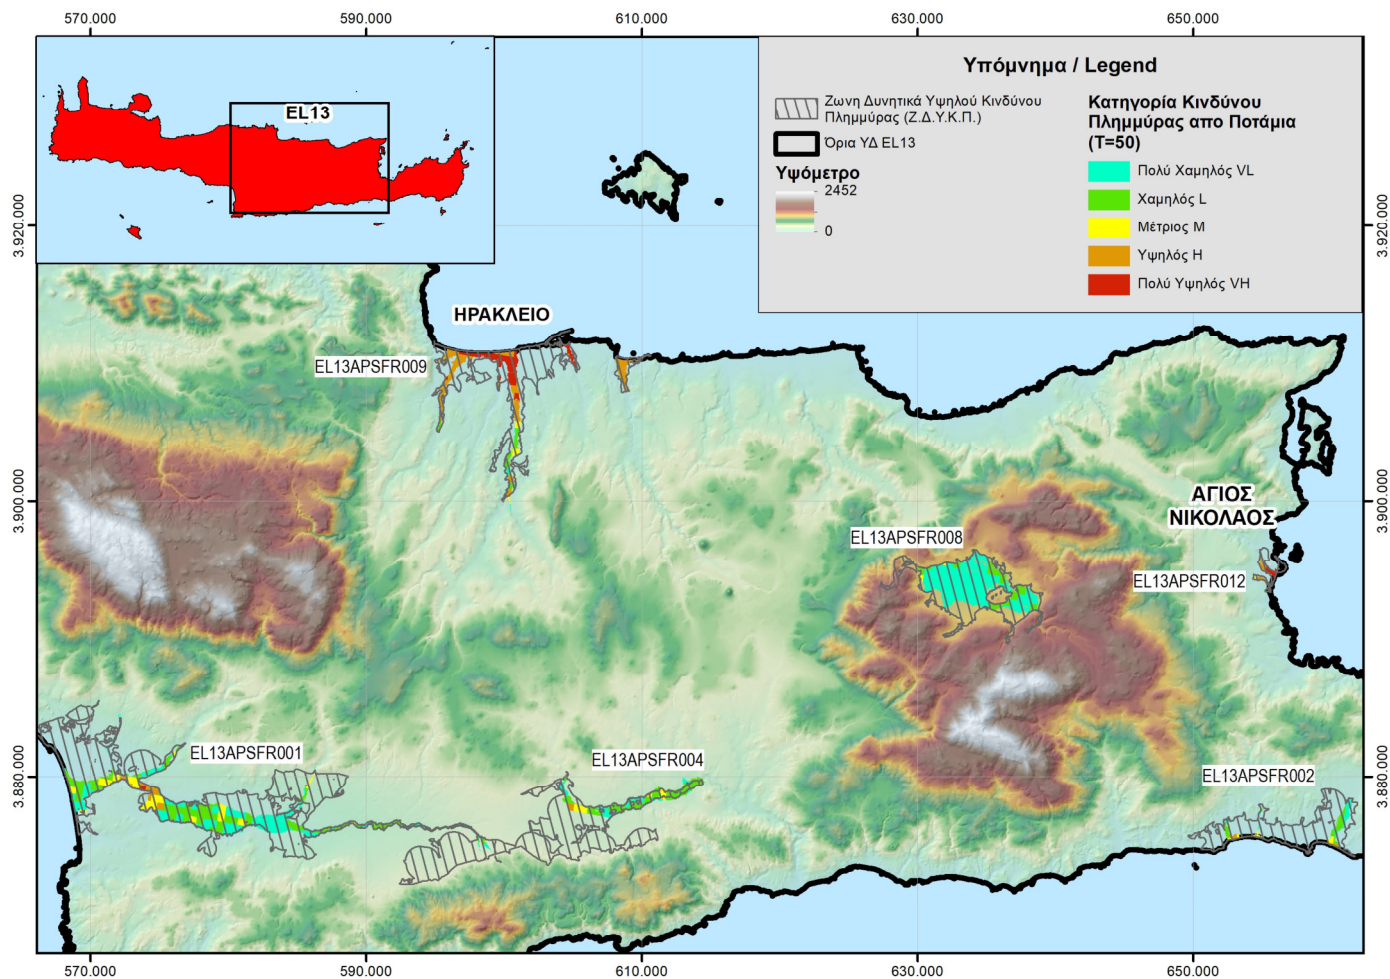 570.000
590.000
610.000
630.000
650.000
EL13
Υπόμνημα / Legend
Ζωνη Δυνητικά Υψηλού Κινδύνου
Πλημμύρας (Ζ.Δ.Υ.Κ.Π.)
Όρια ΥΔ EL13
Υψόμετρο
2452
0
Κατηγορία Κινδύνου
Πλημμύρας απο Ποτάμια
(T=50)
Πολύ Χαμηλός VL
Χαμηλός L
Μέτριος M
Υψηλός H
Πολύ Υψηλός VH
3.920.000
3.920.000
ΗΡΑΚΛΕΙΟ
EL13APSFR009
3.900.000
3.900.000
ΑΓΙΟΣ
ΝΙΚΟΛΑΟΣ
EL13APSFR008
EL13APSFR012
EL13APSFR001
EL13APSFR004
EL13APSFR002
3.880.000
3.880.000
570.000
590.000
610.000
630.000
650.000